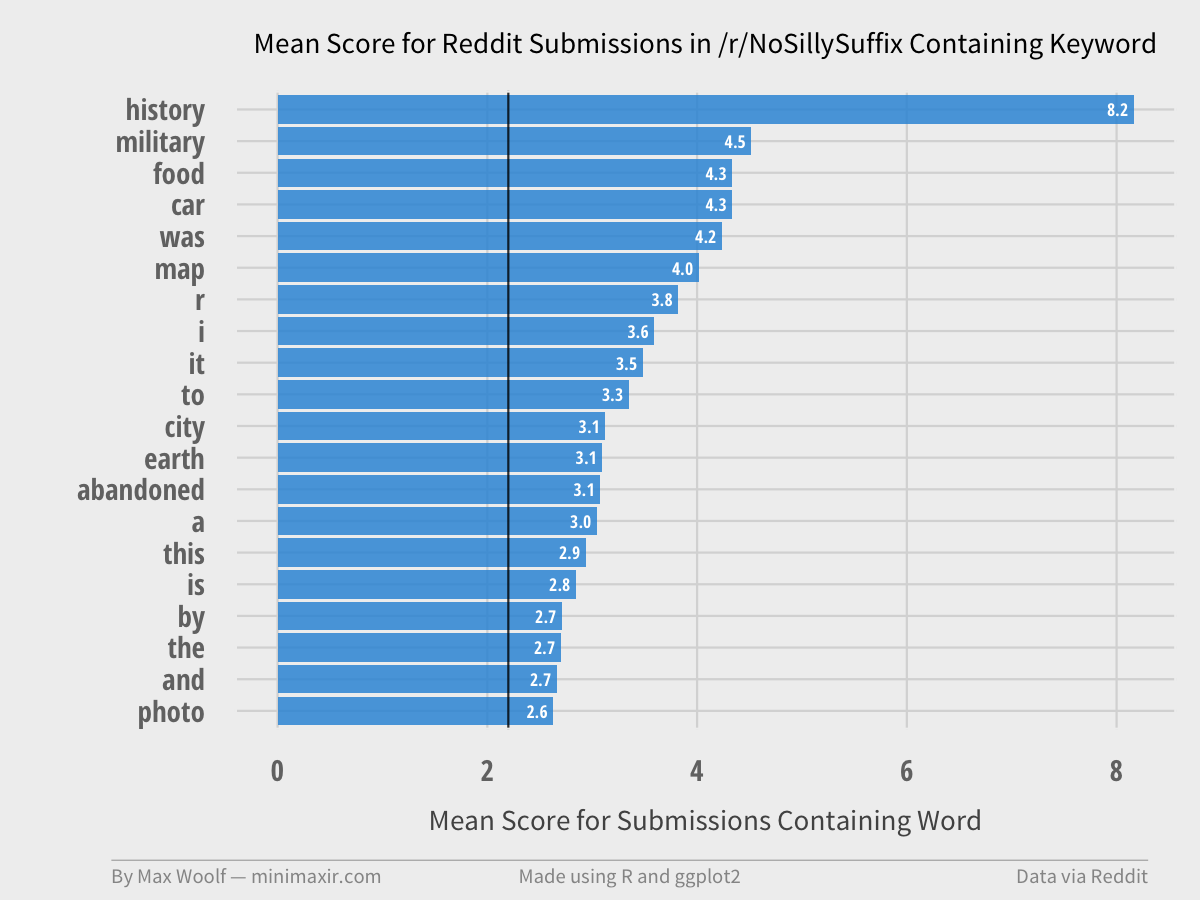 Mean Score for Reddit Submissions in /r/NoSillySuffix Containing Keyword
history 8.2
military 4.5
food 4.3
car 4.3
was 4.2
map 4.0
r 3.8
i 3.6
it 3.5
to 3.3
city 3.1
earth 3.1
abandoned 3.1
a 3.0
this 2.9
is 2.8
by 2.7
the 2.7
and 2.7
photo 2.6
0 2 4 6 8
Mean Score for Submissions Containing Word
By Max Woolf — minimaxir.com Made using R and ggplot2 Data via Reddit